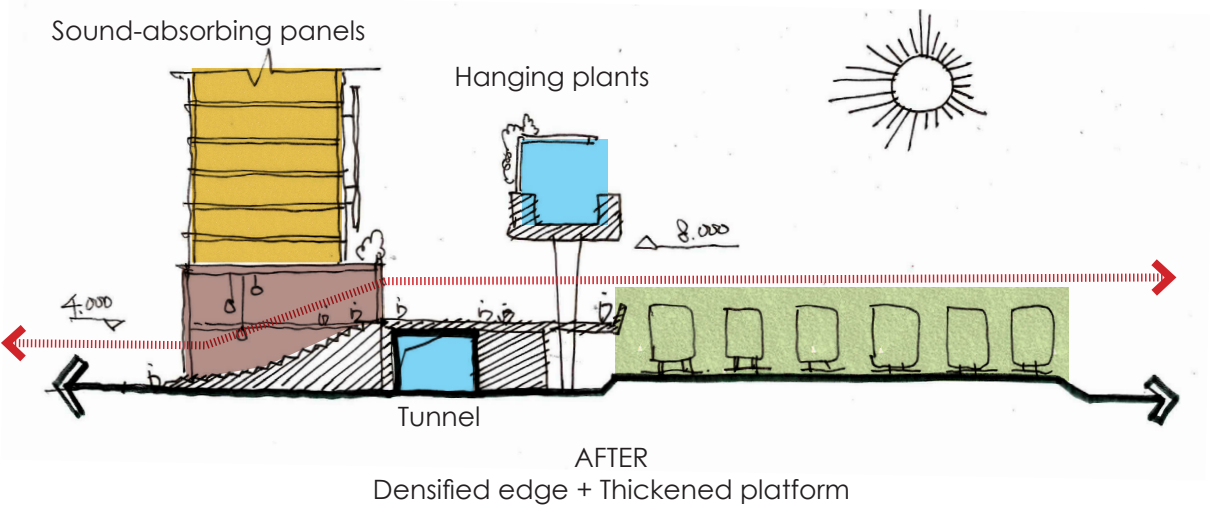 Sound-absorbing panels
Hanging plants
8.000
4.000
Tunnel
AFTER
Densified edge + Thickened platform